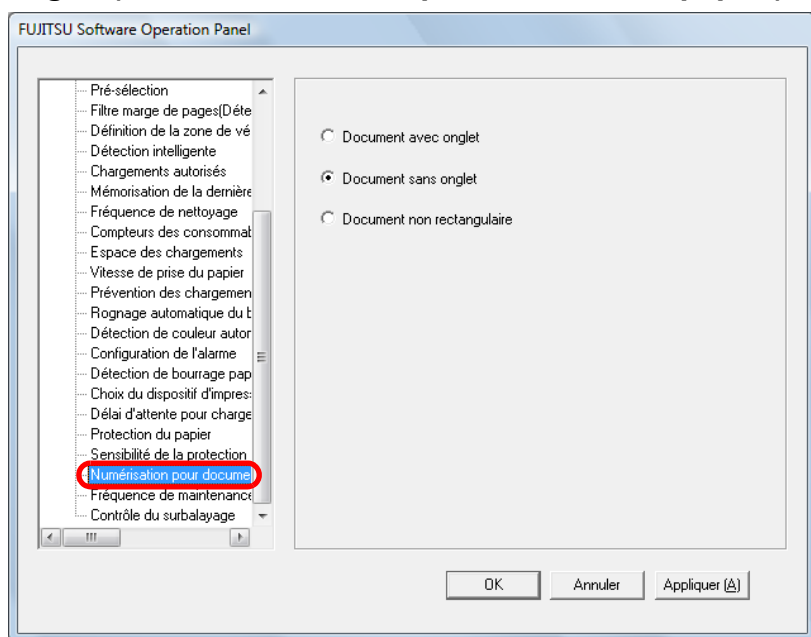 FUJITSU Software Operation Panel
Pré-sélection
Filtre marge de pages(Déte
Définition de la zone de vé
Détection intelligente
Chargements autorisés
Mémorisation de la dernière
Fréquence de nettoyage
Compteurs des consommat
Espace des chargements
Vitesse de prise du papier
Prévention des chargemen
Rognage automatique du b
Détection de couleur autor
Configuration de l'alarme
Détection de bourrage pap
Choix du dispositif d'impres
Délai d'attente pour charge
Protection du papier
Sensibilité de la protection
Numérisation pour docume
Fréquence de maintenance
Contrôle du surbalayage
Document avec onglet
Document sans onglet
Document non rectangulaire
OK
Annuler
Appliquer (A)